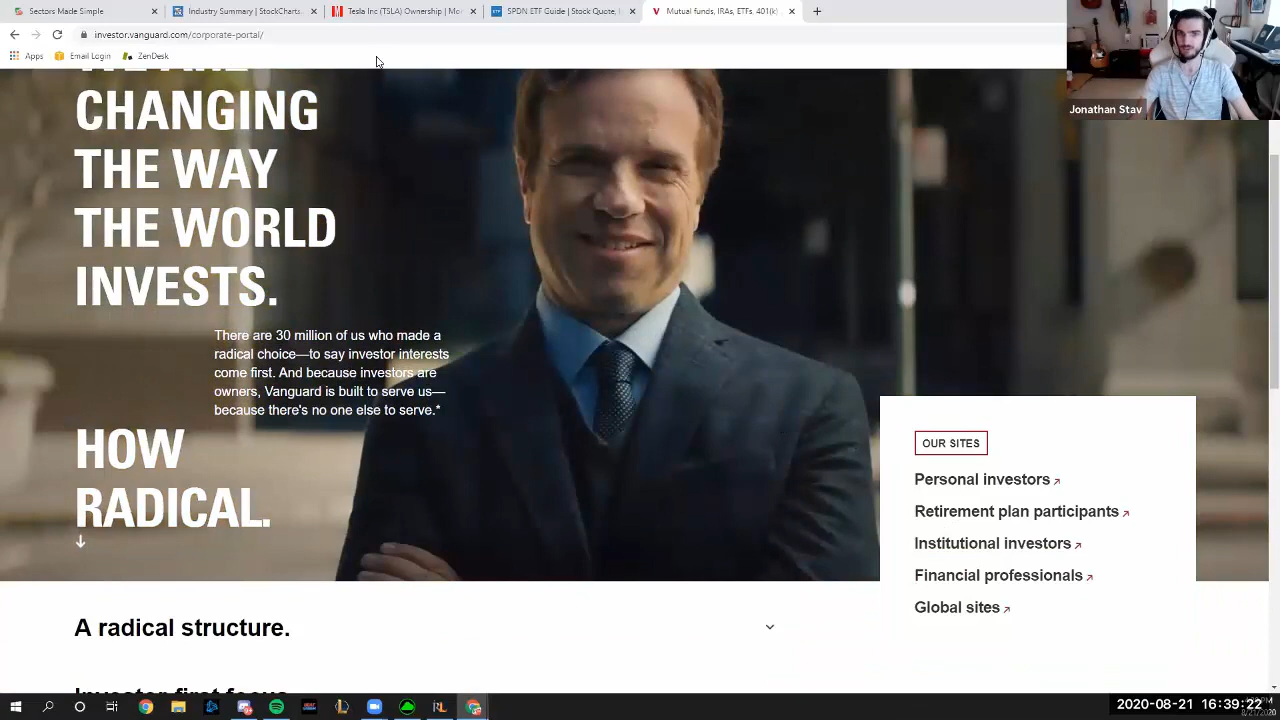 Sectors Made Simple
Industry Summary | StockCharts
Tesla Inc (TSLA) Ownership | Mo
SPDN ETF Guide | Stock Quote,
Mutual funds, IRAs, ETFs, 401(k)
investor.vanguard.com/corporate-portal/
Apps
Email Login
ZenDesk
Jonathan Stav
CHANGING
THE WAY
THE WORLD
INVESTS.
There are 30 million of us who made a
radical choice—to say investor interests
come first. And because investors are
owners, Vanguard is built to serve us—
because there's no one else to serve.*
HOW
RADICAL.
OUR SITES
Personal investors
Retirement plan participants
Institutional investors
Financial professionals
Global sites
A radical structure.
2020-08-21 16:39:22